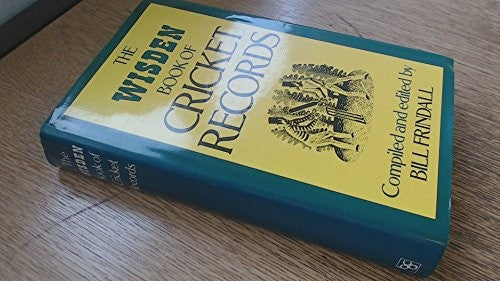 THE
WISDEN
BOOK OF
CRICKET
RECORDS
Compiled and edited by
BILL FRINDALL
The
WISDEN
Book of
Cricket
Records